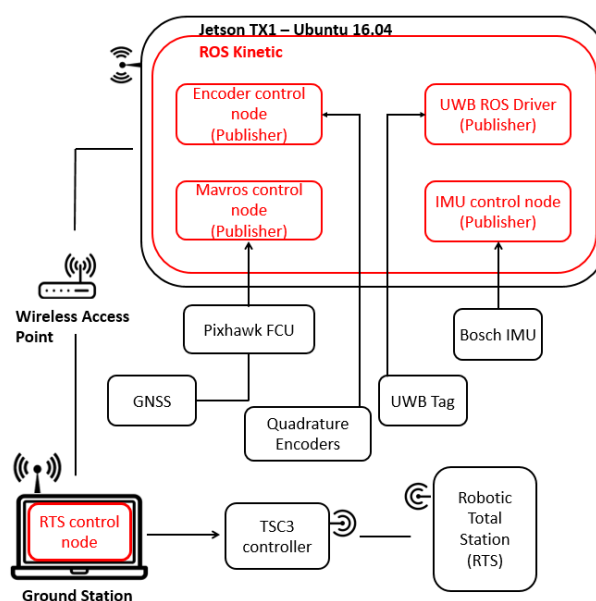 Jetson TX1 – Ubuntu 16.04
ROS Kinetic
Encoder control
node
(Publisher)
UWB ROS Driver
(Publisher)
Mavros control
node
(Publisher)
IMU control node
(Publisher)
Wireless Access
Point
Pixhawk FCU
Bosch IMU
GNSS
Quadrature
Encoders
UWB Tag
RTS control
node
TSC3
controller
Robotic
Total
Station
(RTS)
Ground Station